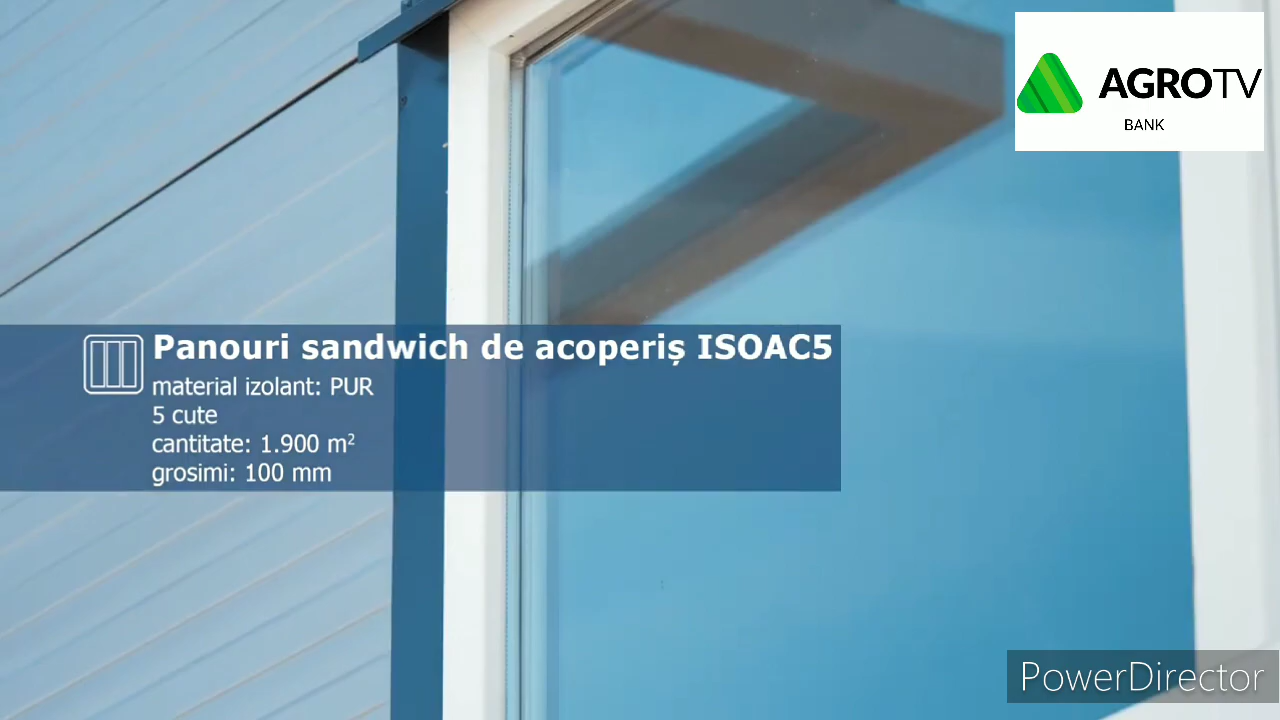 AGROTV
BANK
Panouri sandwich de acoperiș ISOAC5
material izolant: PUR
5 cute
cantitate: 1.900 m²
grosimi: 100 mm
PowerDirector